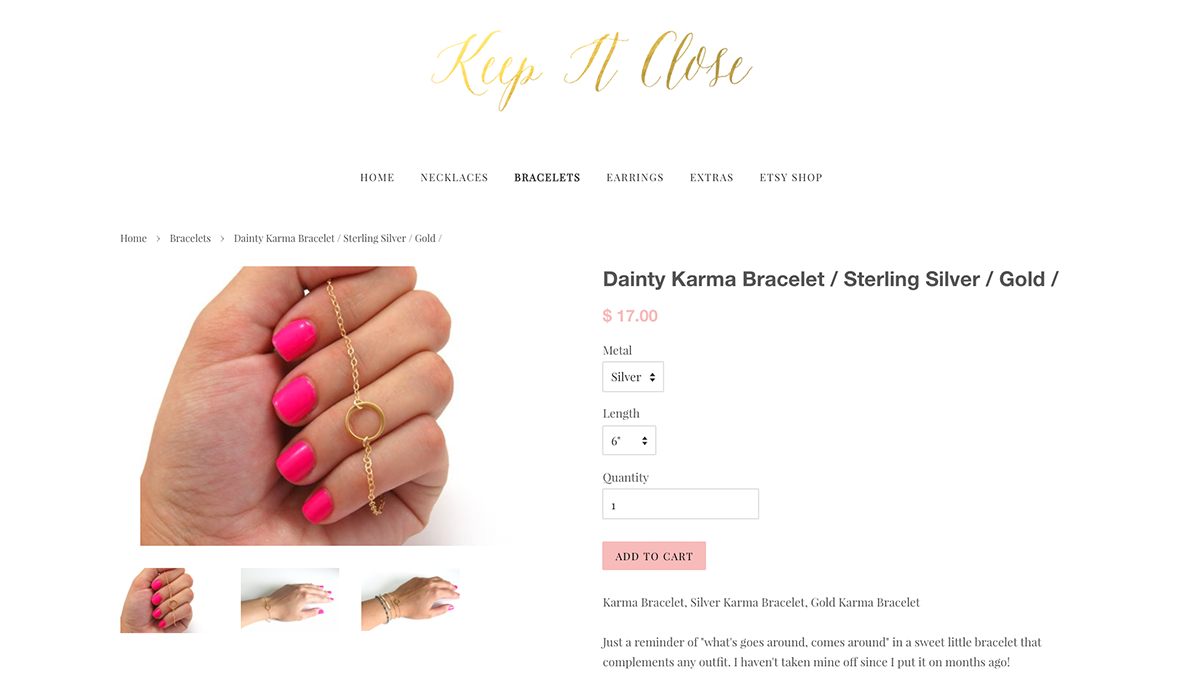 Keep It Close
HOME NECKLACES BRACELETS EARRINGS EXTRAS ETSY SHOP
Home › Bracelets › Dainty Karma Bracelet / Sterling Silver / Gold /
Dainty Karma Bracelet / Sterling Silver / Gold /
$ 17.00
Metal
Silver
Length
6"
Quantity
1
ADD TO CART
Karma Bracelet, Silver Karma Bracelet, Gold Karma Bracelet
Just a reminder of "what's goes around, comes around" in a sweet little bracelet that
complements any outfit. I haven't taken mine off since I put it on months ago!